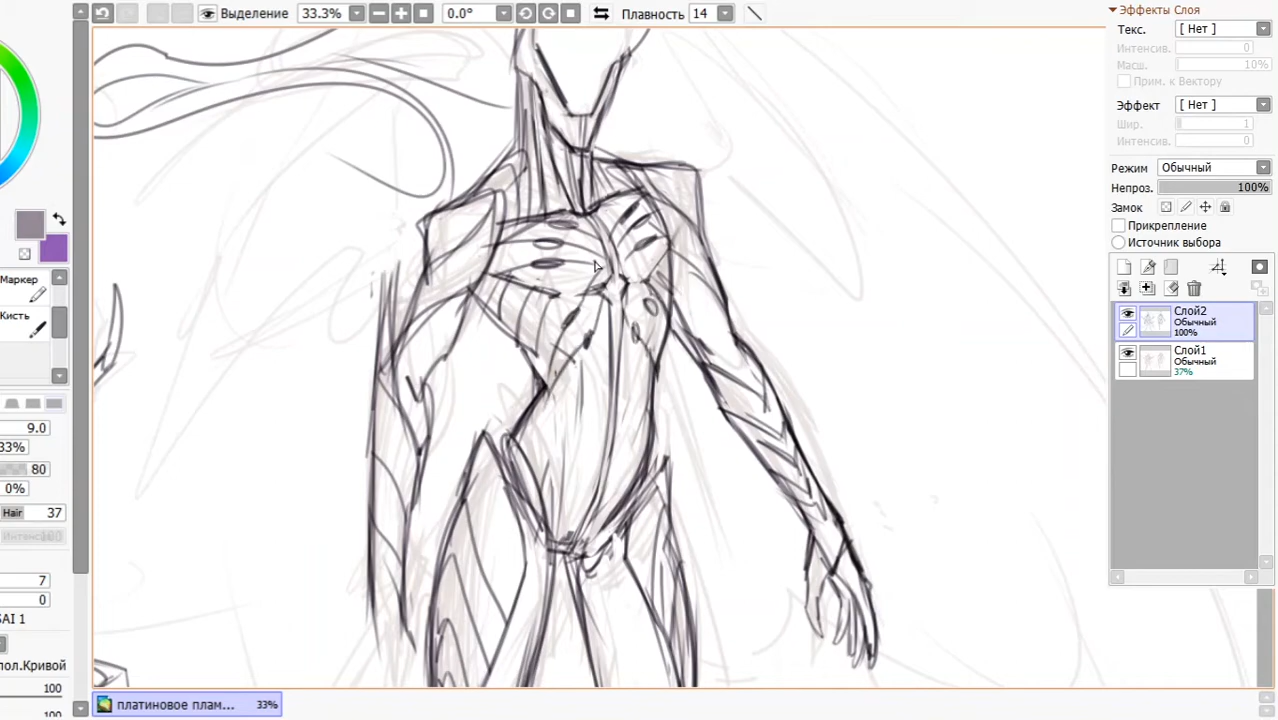 Выделение 33.3% 0.0° Плавность 14
Эффекты Слоя
Текс. [ Нет ]
Интенсив. 0
Масш. 10%
Прим. к Вектору
Эффект [ Нет ]
Шир. 1
Интенсив. 0
Режим Обычный
Непроз. 100%
Замок
Прикрепление
Источник выбора
Слой2
Обычный
100%
Слой1
Обычный
37%
Маркер
Кисть
9.0
33%
80
0%
Hair 37
7
0
SAI 1
пол.Кривой
100
100
платиновое плам... 33%